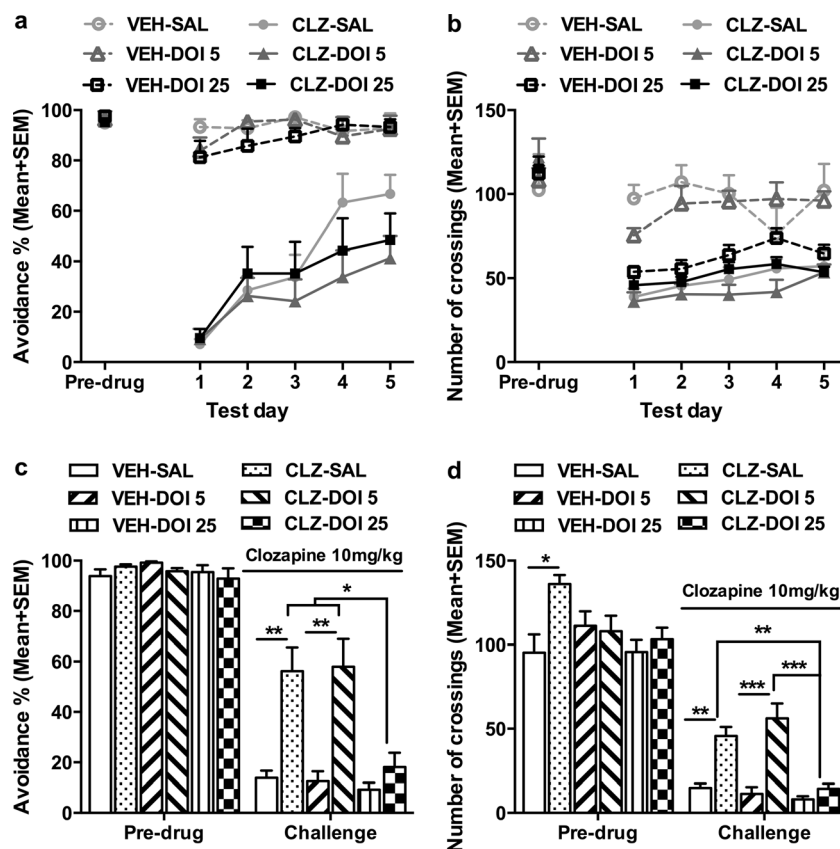 a
VEH-SAL CLZ-SAL
VEH-DOI 5 CLZ-DOI 5
VEH-DOI 25 CLZ-DOI 25
Avoidance % (Mean+SEM)
100
80
60
40
20
0
Pre-drug 1 2 3 4 5
Test day
b
VEH-SAL CLZ-SAL
VEH-DOI 5 CLZ-DOI 5
VEH-DOI 25 CLZ-DOI 25
Number of crossings (Mean+SEM)
150
100
50
0
Pre-drug 1 2 3 4 5
Test day
c
VEH-SAL CLZ-SAL
VEH-DOI 5 CLZ-DOI 5
VEH-DOI 25 CLZ-DOI 25
Avoidance % (Mean+SEM)
100
80
60
40
20
0
Clozapine 10mg/kg
*
** **
Pre-drug Challenge
d
VEH-SAL CLZ-SAL
VEH-DOI 5 CLZ-DOI 5
VEH-DOI 25 CLZ-DOI 25
Number of crossings (Mean+SEM)
150
100
50
0
*
Clozapine 10mg/kg
**
***
** ***
Pre-drug Challenge